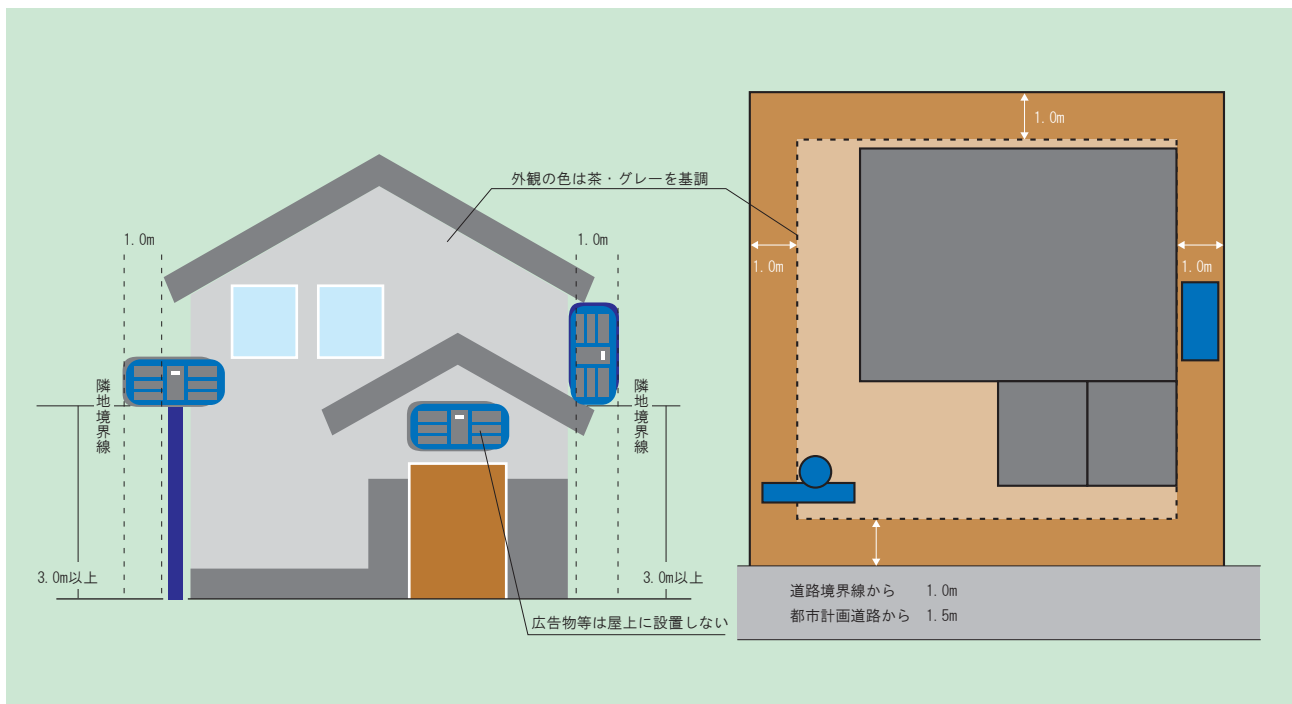 外観の色は茶・グレーを基調
1.0m
1.0m
隣地境界線
隣地境界線
3.0m以上
3.0m以上
広告物等は屋上に設置しない
1.0m
1.0m
1.0m
道路境界線から 1.0m
都市計画道路から 1.5m